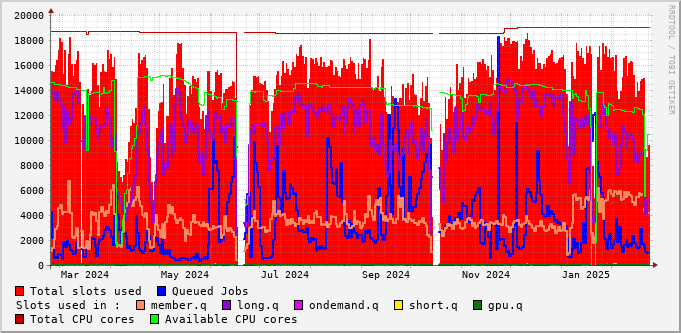 20000
18000
16000
14000
12000
10000
8000
6000
4000
2000
0
Mar 2024 May 2024 Jul 2024 Sep 2024 Nov 2024 Jan 2025
RRDTOOL / TOBI OETIKER
Total slots used Queued Jobs
Slots used in : member.q long.q ondemand.q short.q gpu.q
Total CPU cores Available CPU cores